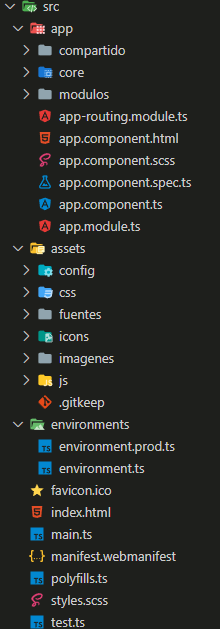 src
app
compartido
core
modulos
app-routing.module.ts
app.component.html
app.component.scss
app.component.spec.ts
app.component.ts
app.module.ts
assets
config
css
fuentes
icons
imagenes
js
.gitkeep
environments
environment.prod.ts
environment.ts
favicon.ico
index.html
main.ts
manifest.webmanifest
polyfills.ts
styles.scss
test.ts